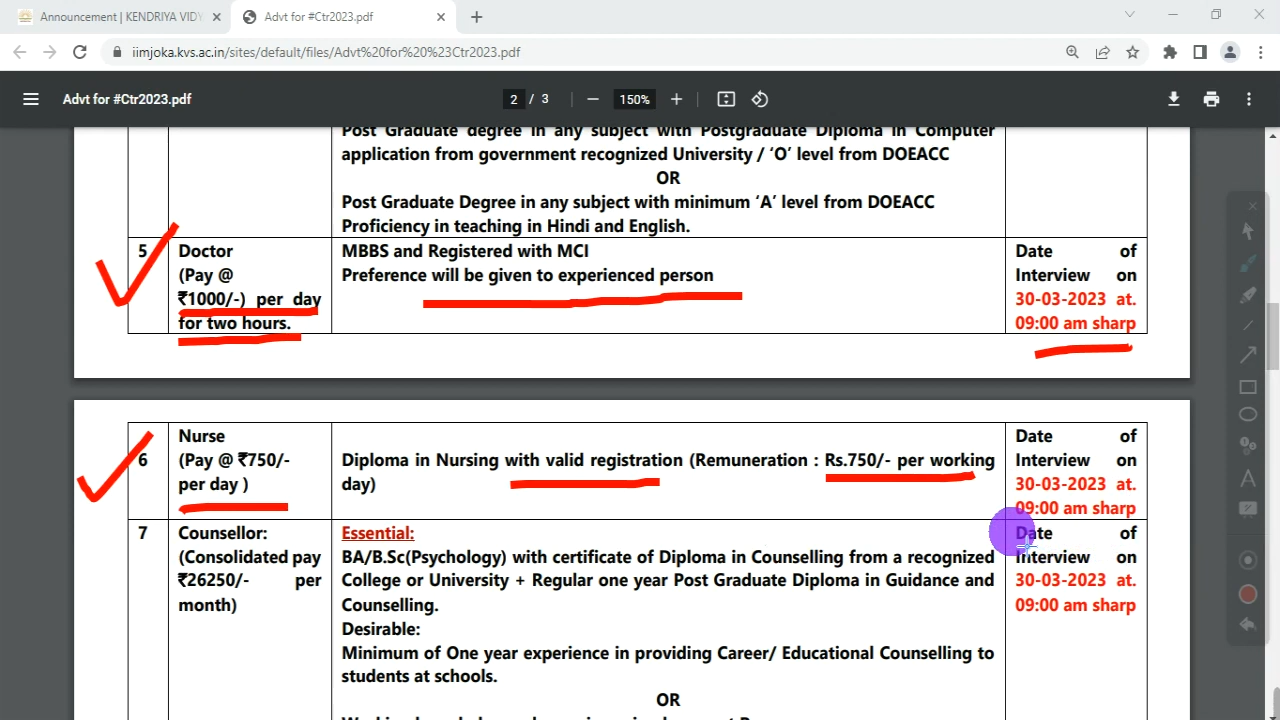 Announcement | KENDRIYA VIDY
Advt for #Ctr2023.pdf
iimjoka.kvs.ac.in/sites/default/files/Advt%20for%20%23Ctr2023.pdf
Advt for #Ctr2023.pdf
2 / 3
150%
Post Graduate degree in any subject with Postgraduate Diploma in Computer
application from government recognized University / ‘O’ level from DOEACC
OR
Post Graduate Degree in any subject with minimum ‘A’ level from DOEACC
Proficiency in teaching in Hindi and English.
5
Doctor
(Pay @
₹1000/-) per day
for two hours.
MBBS and Registered with MCI
Preference will be given to experienced person
Date of
Interview on
30-03-2023 at.
09:00 am sharp
6
Nurse
(Pay @ ₹750/-
per day )
Diploma in Nursing with valid registration (Remuneration : Rs.750/- per working
day)
Date of
Interview on
30-03-2023 at.
09:00 am sharp
7
Counsellor:
(Consolidated pay
₹26250/- per
month)
Essential:
BA/B.Sc(Psychology) with certificate of Diploma in Counselling from a recognized
College or University + Regular one year Post Graduate Diploma in Guidance and
Counselling.
Desirable:
Minimum of One year experience in providing Career/ Educational Counselling to
students at schools.
OR
Date of
Interview on
30-03-2023 at.
09:00 am sharp